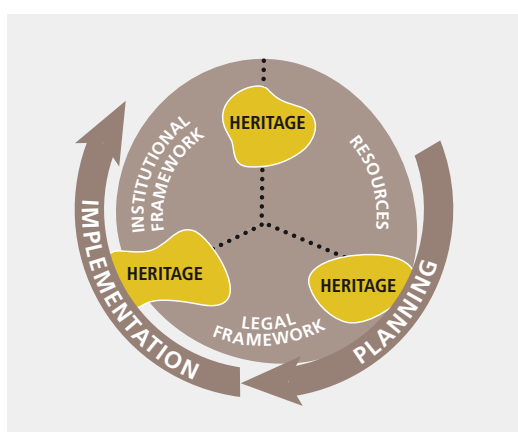 HERITAGE
INSTITUTIONAL
FRAMEWORK
RESOURCES
HERITAGE
HERITAGE
LEGAL
FRAMEWORK
IMPLEMENTATION
PLANNING